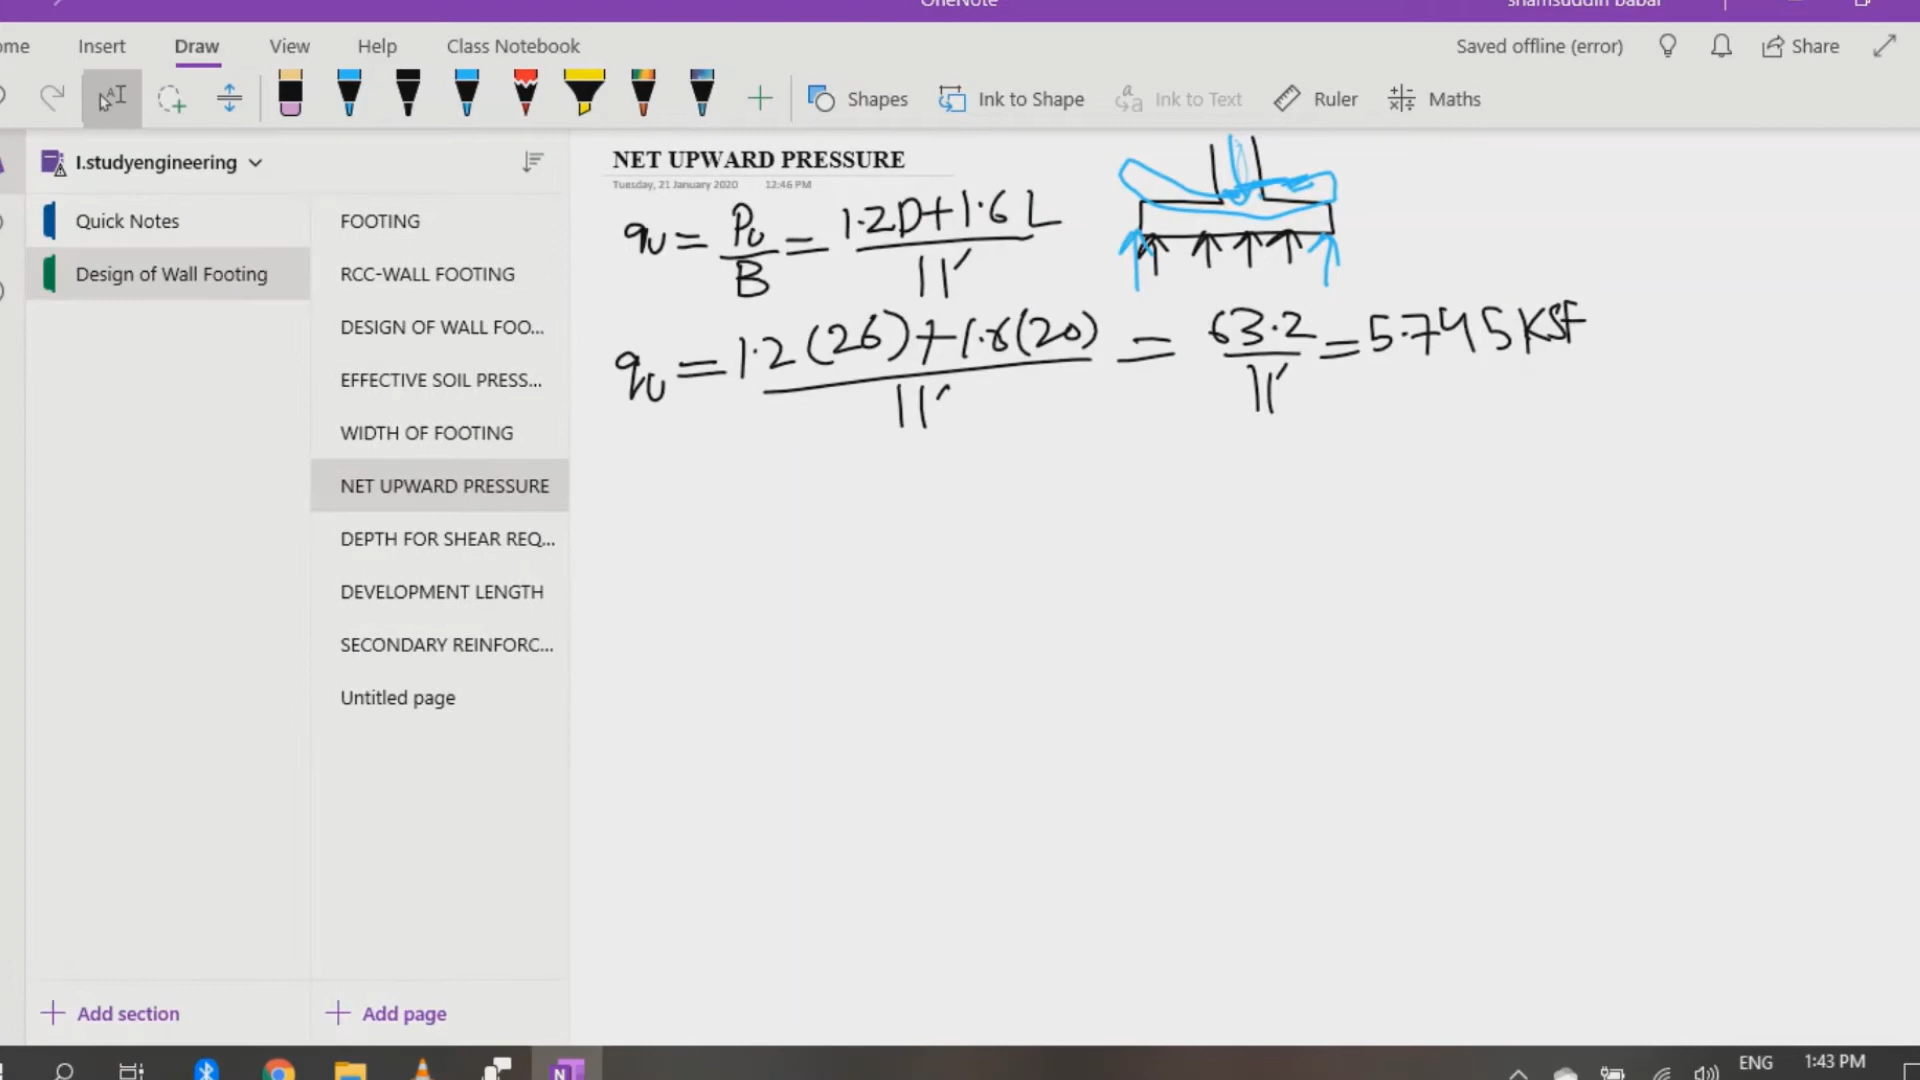 OneNote
shamsuddin babar
ome Insert Draw View Help Class Notebook Saved offline (error) Share
Shapes Ink to Shape Ink to Text Ruler Maths
I.studyengineering
Quick Notes
Design of Wall Footing
Add section
FOOTING
RCC-WALL FOOTING
DESIGN OF WALL FOO...
EFFECTIVE SOIL PRESS...
WIDTH OF FOOTING
NET UPWARD PRESSURE
DEPTH FOR SHEAR REQ...
DEVELOPMENT LENGTH
SECONDARY REINFORC...
Untitled page
Add page
NET UPWARD PRESSURE
Tuesday, 21 January 2020 12:46 PM
qu = Pu/B = 1.2D+1.6L/11'
qu = 1.2(26)+1.6(20)/11' = 63.2/11' = 5.745 KSF
ENG 1:43 PM